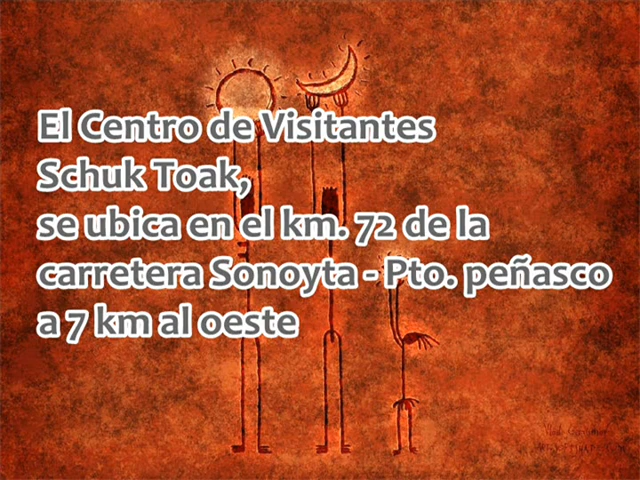 El Centro de Visitantes
Schuk Toak,
se ubica en el km. 72 de la
carretera Sonoyta - Pto. peñasco
a 7 km al oeste